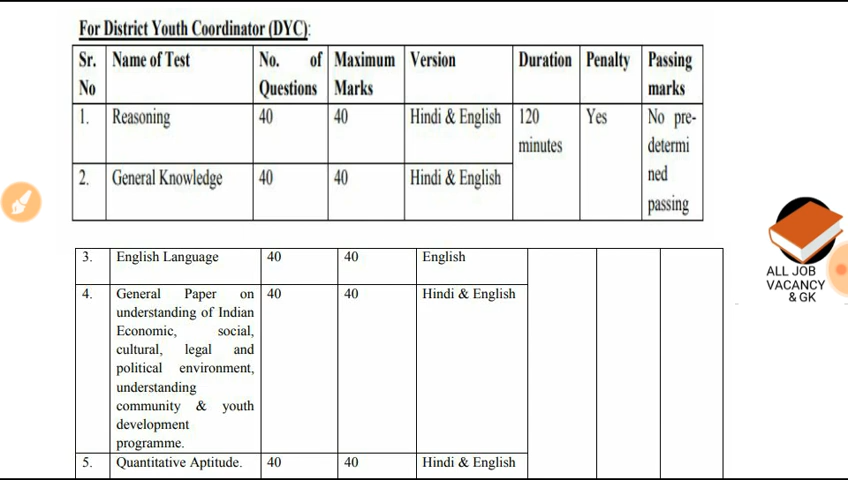 For District Youth Coordinator (DYC):
Sr. Name of Test No. of Maximum Version Duration Penalty Passing
No Questions Marks marks
1. Reasoning 40 40 Hindi & English 120 Yes No pre-
minutes determi
2. General Knowledge 40 40 Hindi & English ned
passing
3. English Language 40 40 English
4. General Paper on 40 40 Hindi & English
understanding of Indian
Economic, social,
cultural, legal and
political environment,
understanding
community & youth
development
programme.
5. Quantitative Aptitude. 40 40 Hindi & English
ALL JOB
VACANCY
& GK